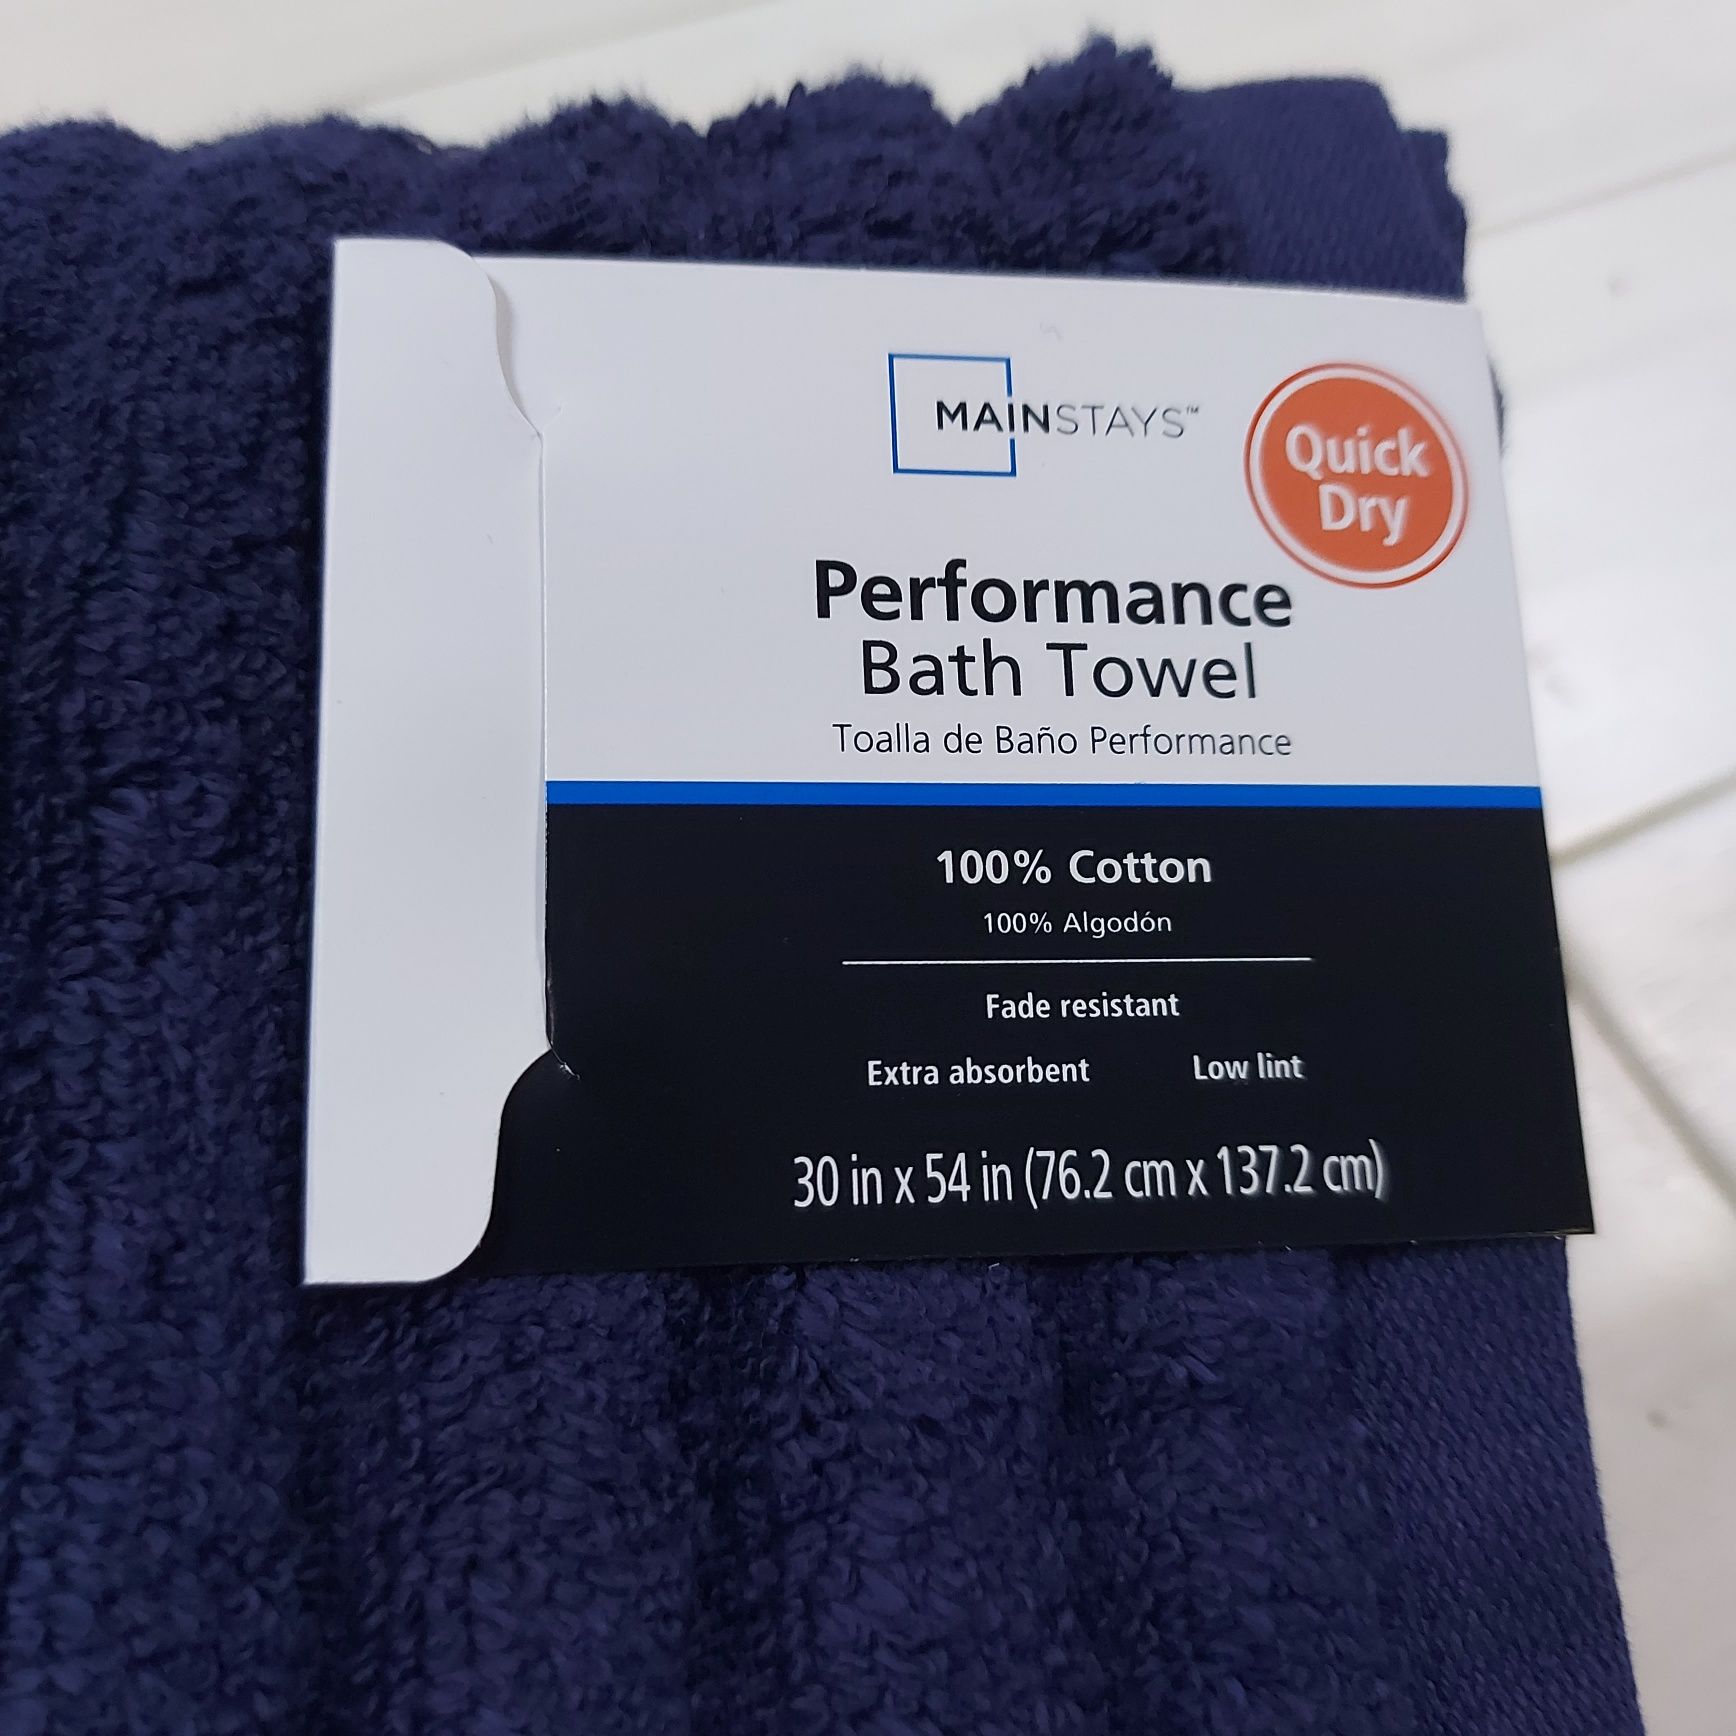 MAINSTAYS™
Quick
Dry
Performance
Bath Towel
Toalla de Baño Performance
100% Cotton
100% Algodón
Fade resistant
Extra absorbent Low lint
30 in x 54 in (76.2 cm x 137.2 cm)